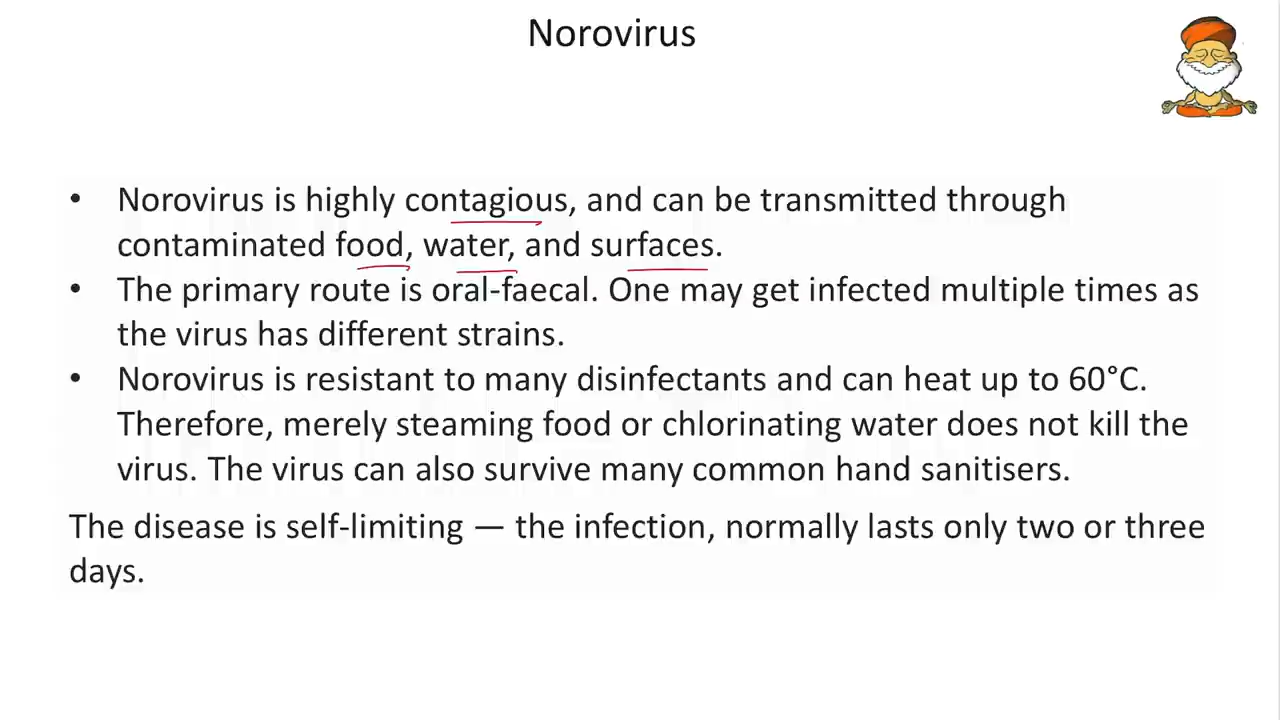 Norovirus
• Norovirus is highly contagious, and can be transmitted through
contaminated food, water, and surfaces.
• The primary route is oral-faecal. One may get infected multiple times as
the virus has different strains.
• Norovirus is resistant to many disinfectants and can heat up to 60°C.
Therefore, merely steaming food or chlorinating water does not kill the
virus. The virus can also survive many common hand sanitisers.
The disease is self-limiting — the infection, normally lasts only two or three
days.